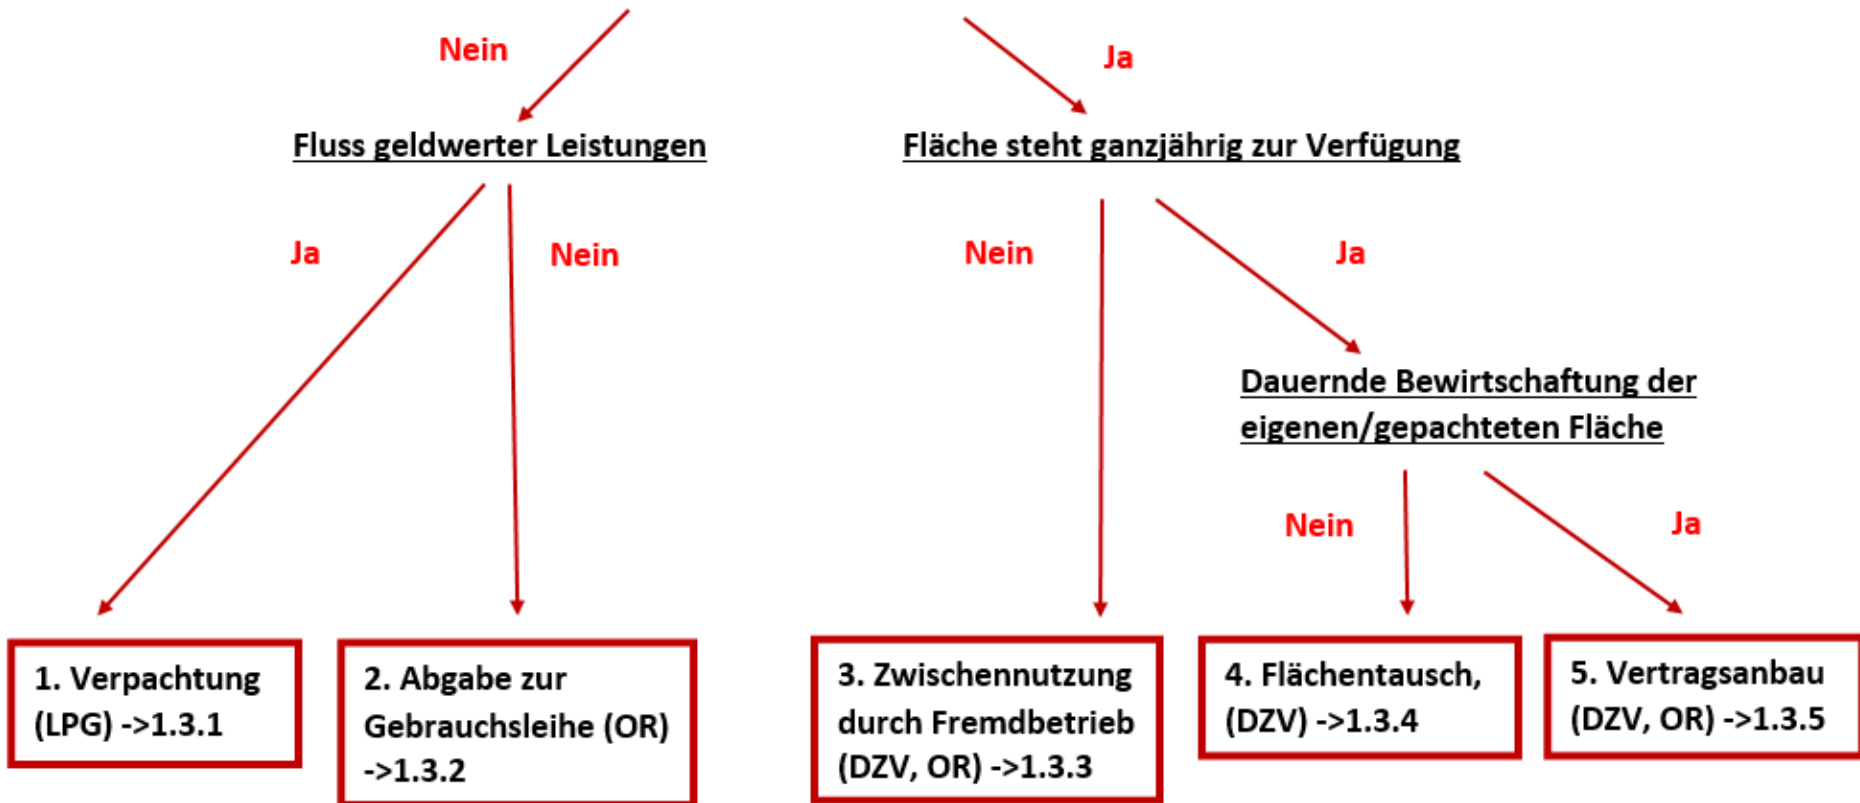 Nein
Ja
Fluss geldwerter Leistungen
Fläche steht ganzjährig zur Verfügung
Ja
Nein
Nein
Ja
Dauernde Bewirtschaftung der
eigenen/gepachteten Fläche
Nein
Ja
1. Verpachtung
(LPG) ->1.3.1
2. Abgabe zur
Gebrauchsleihe (OR)
->1.3.2
3. Zwischennutzung
durch Fremdbetrieb
(DZV, OR) ->1.3.3
4. Flächentausch,
(DZV) ->1.3.4
5. Vertragsanbau
(DZV, OR) ->1.3.5